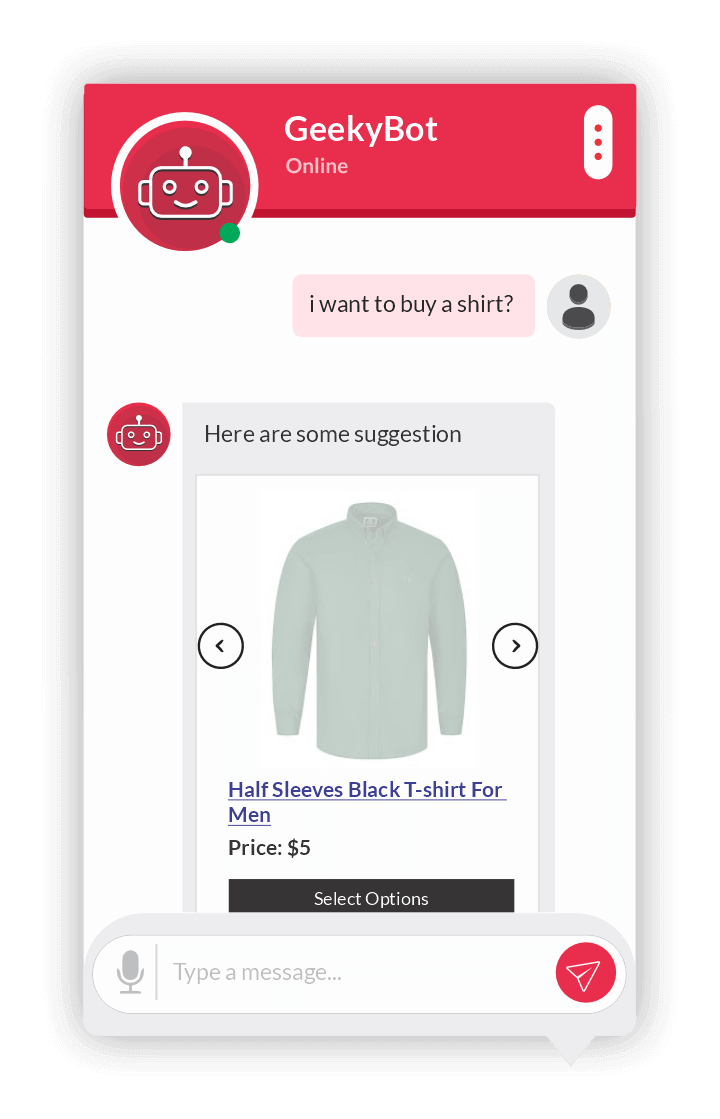 GeekyBot
Online
i want to buy a shirt?
Here are some suggestion
Half Sleeves Black T-shirt For
Men
Price: $5
Select Options
Type a message...